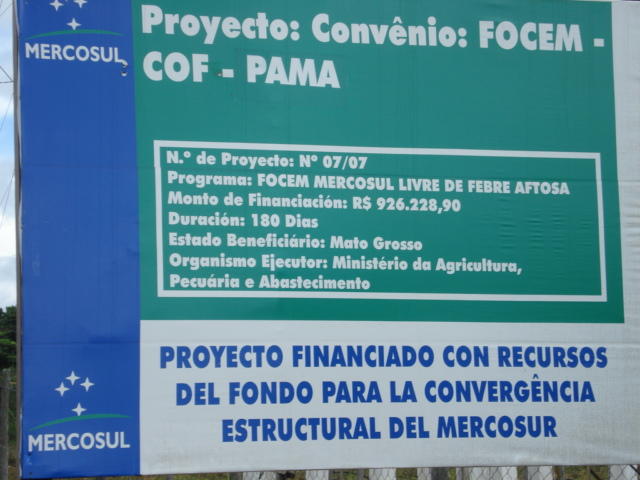 MERCOSUL
Proyecto: Convênio: FOCEM -
COF - PAMA
N.º de Proyecto: Nº 07/07
Programa: FOCEM MERCOSUL LIVRE DE FEBRE AFTOSA
Monto de Financiación: R$ 926.228,90
Duración: 180 Dias
Estado Beneficiário: Mato Grosso
Organismo Ejecutor: Ministério da Agricultura,
Pecuária e Abastecimento
PROYECTO FINANCIADO CON RECURSOS
DEL FONDO PARA LA CONVERGÊNCIA
ESTRUCTURAL DEL MERCOSUR
MERCOSUL